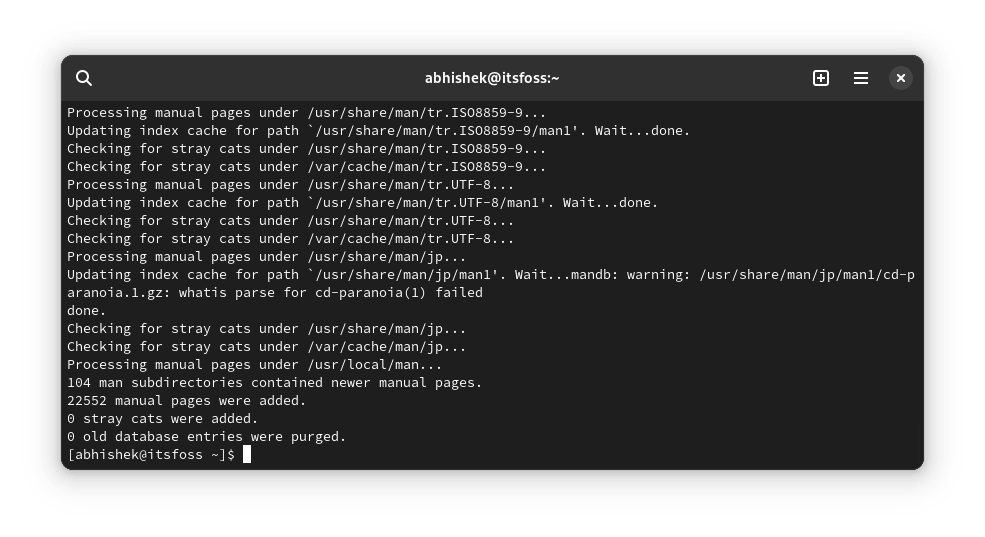 abhishek@itsfoss:~
Processing manual pages under /usr/share/man/tr.ISO8859-9...
Updating index cache for path `/usr/share/man/tr.ISO8859-9/man1'. Wait...done.
Checking for stray cats under /usr/share/man/tr.ISO8859-9...
Checking for stray cats under /var/cache/man/tr.ISO8859-9...
Processing manual pages under /usr/share/man/tr.UTF-8...
Updating index cache for path `/usr/share/man/tr.UTF-8/man1'. Wait...done.
Checking for stray cats under /usr/share/man/tr.UTF-8...
Checking for stray cats under /var/cache/man/tr.UTF-8...
Processing manual pages under /usr/share/man/jp...
Updating index cache for path `/usr/share/man/jp/man1'. Wait...mandb: warning: /usr/share/man/jp/man1/cd-p
aranoia.1.gz: whatis parse for cd-paranoia(1) failed
done.
Checking for stray cats under /usr/share/man/jp...
Checking for stray cats under /var/cache/man/jp...
Processing manual pages under /usr/local/man...
104 man subdirectories contained newer manual pages.
22552 manual pages were added.
0 stray cats were added.
0 old database entries were purged.
[abhishek@itsfoss ~]$